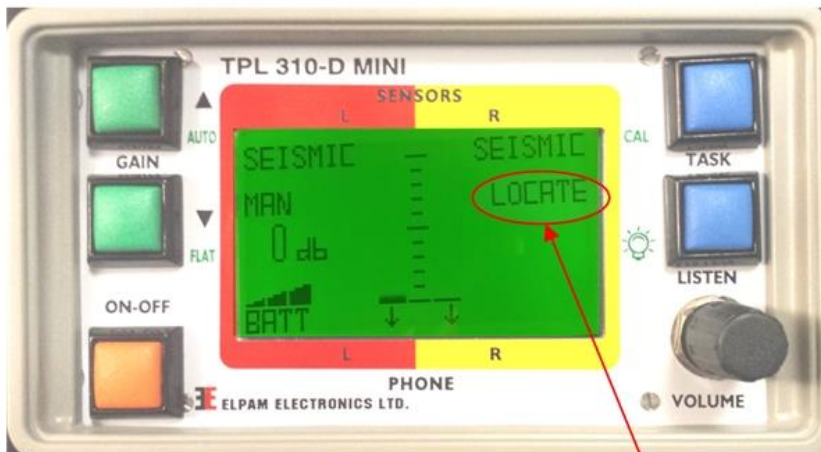 TPL 310-D MINI
SENSORS
L R
AUTO
GAIN
FLAT
CAL
TASK
LISTEN
SEISMIC SEISMIC
MAN LOCATE
0 db
BATT
ON-OFF
L R
PHONE
ELPAM ELECTRONICS LTD.
VOLUME